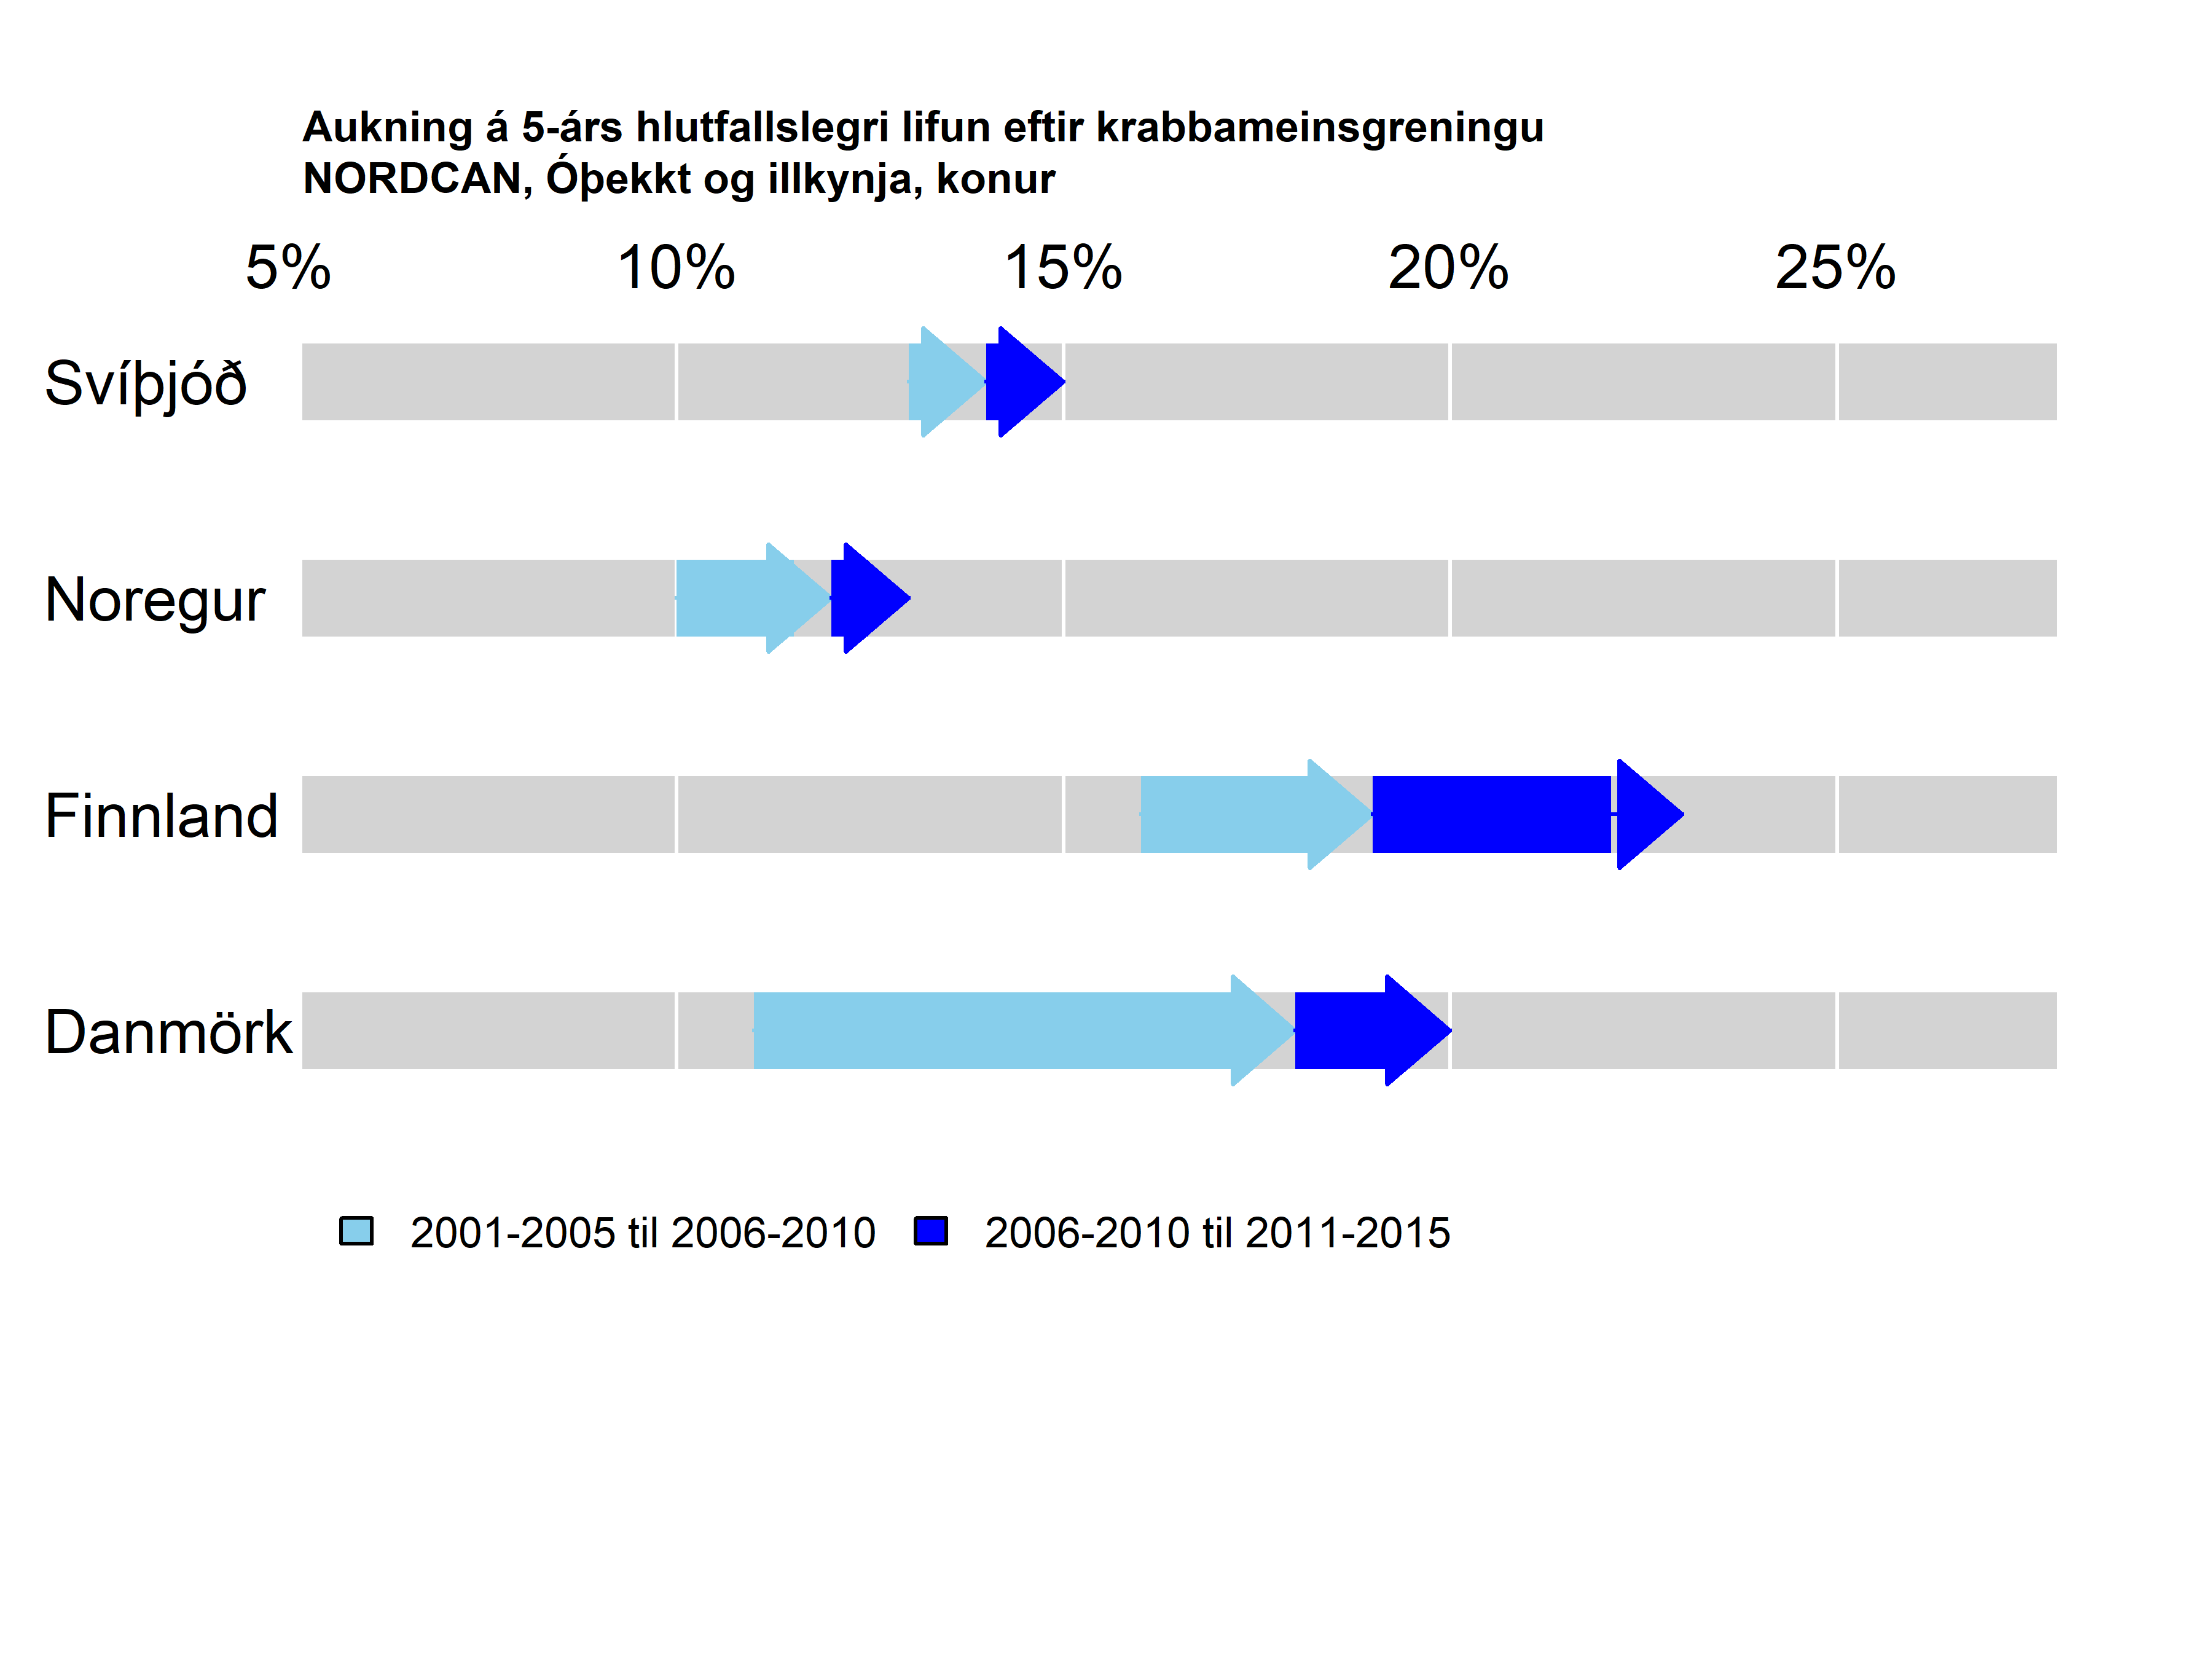 Aukning á 5-árs hlutfallslegri lifun eftir krabbameinsgreningu
NORDCAN, Óþekkt og illkynja, konur
5% 10% 15% 20% 25%
Svíþjóð
Noregur
Finnland
Danmörk
2001-2005 til 2006-2010 2006-2010 til 2011-2015